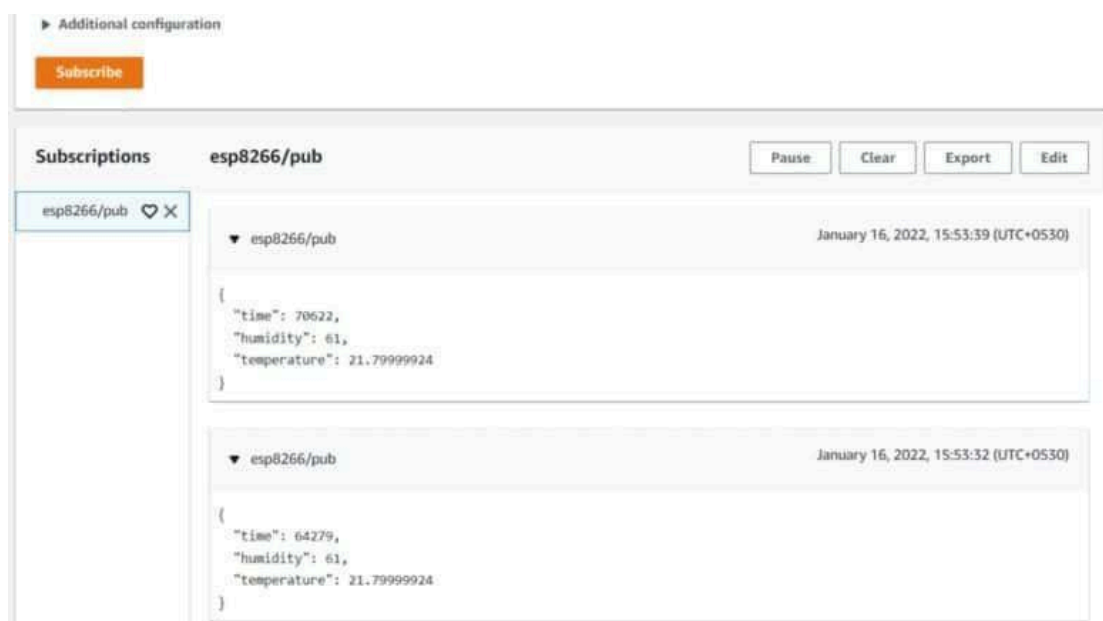 Additional configuration
Subscribe
Subscriptions
esp8266/pub
Pause
Clear
Export
Edit
esp8266/pub
esp8266/pub
January 16, 2022, 15:53:39 (UTC+0530)
{
"time": 70622,
"humidity": 61,
"temperature": 21.79999924
}
esp8266/pub
January 16, 2022, 15:53:32 (UTC+0530)
{
"time": 64279,
"humidity": 61,
"temperature": 21.79999924
}